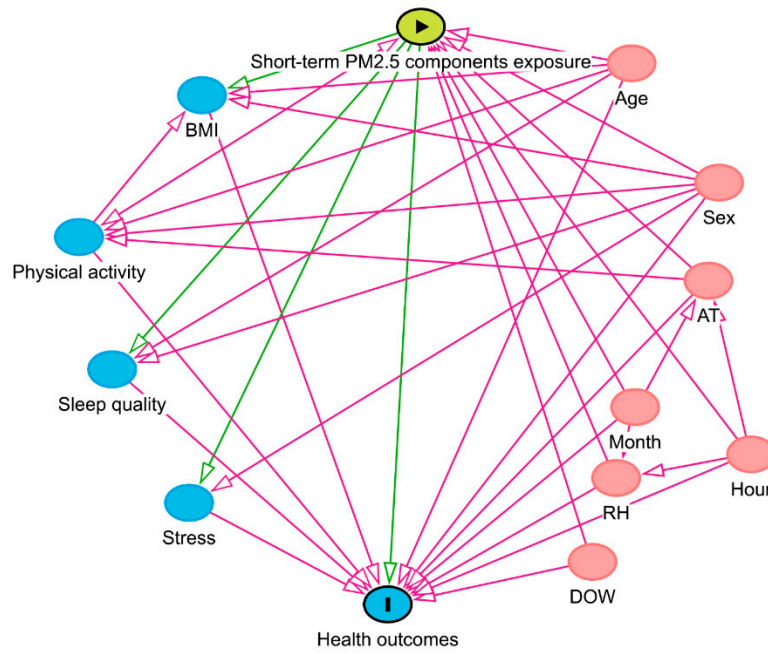 Short-term PM2.5 components exposure
Age
BMI
Sex
Physical activity
AT
Sleep quality
Month
Hour
RH
Stress
DOW
Health outcomes